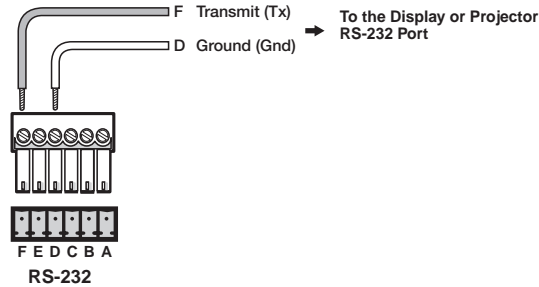 F Transmit (Tx)
D Ground (Gnd)
To the Display or Projector
RS-232 Port
F E D C B A
RS-232